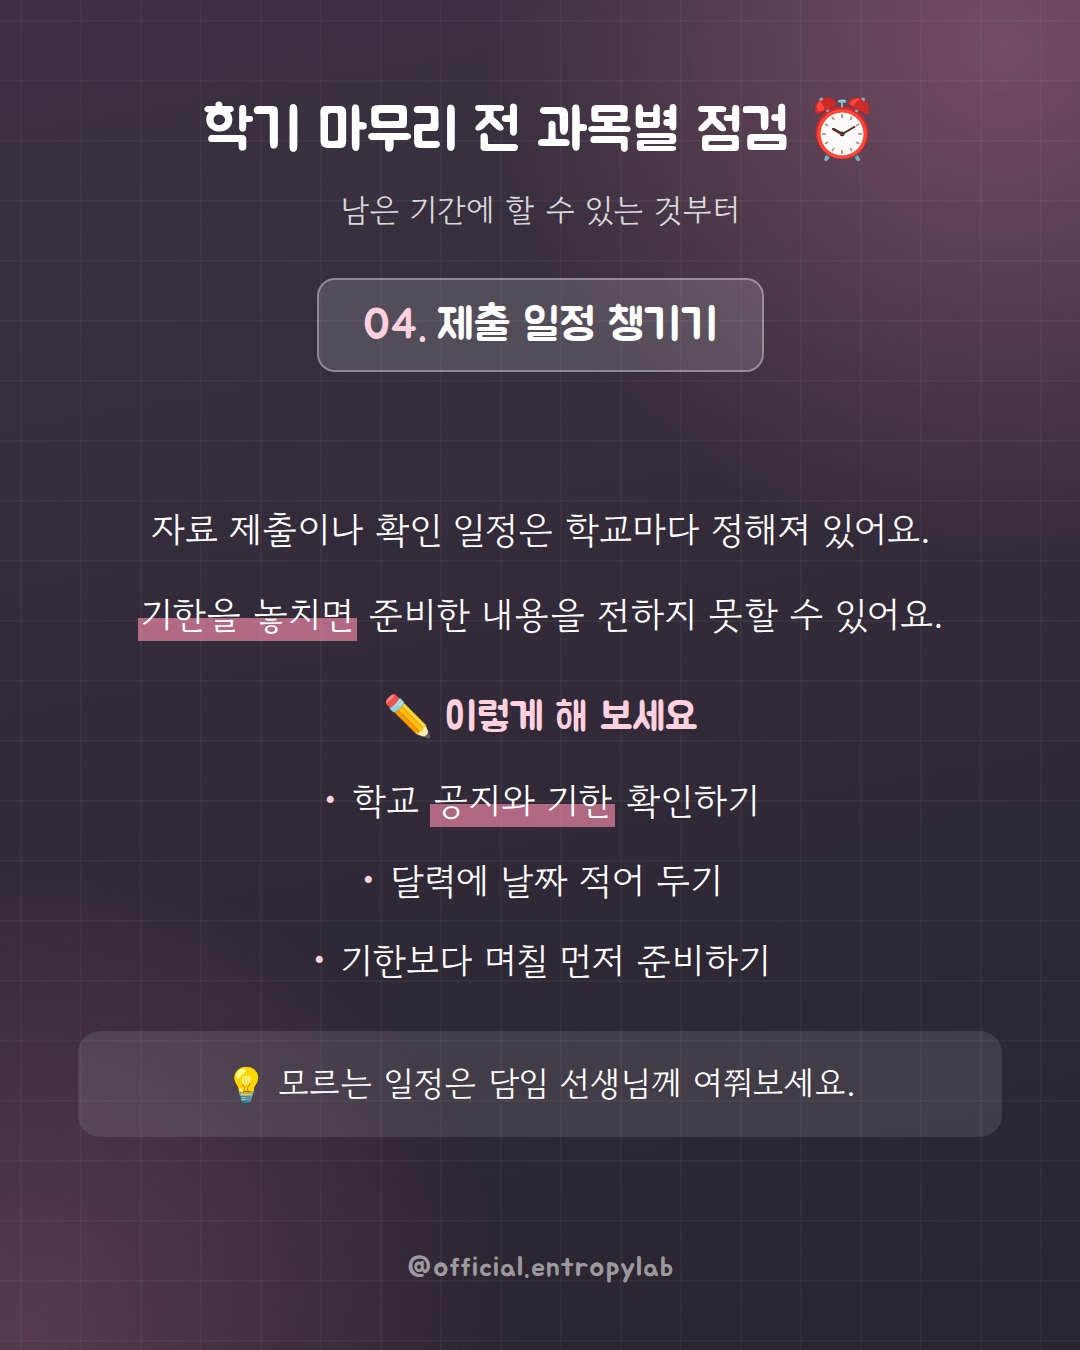 학기 마무리 전 과목별 점검 ⏰
남은 기간에 할 수 있는 것부터
04. 제출 일정 챙기기
자료 제출이나 확인 일정은 학교마다 정해져 있어요.
기한을 놓치면 준비한 내용을 전하지 못할 수 있어요.
✏️ 이렇게 해 보세요
• 학교 공지와 기한 확인하기
• 달력에 날짜 적어 두기
• 기한보다 며칠 먼저 준비하기
💡 모르는 일정은 담임 선생님께 여쭤보세요.
@official.entropylab